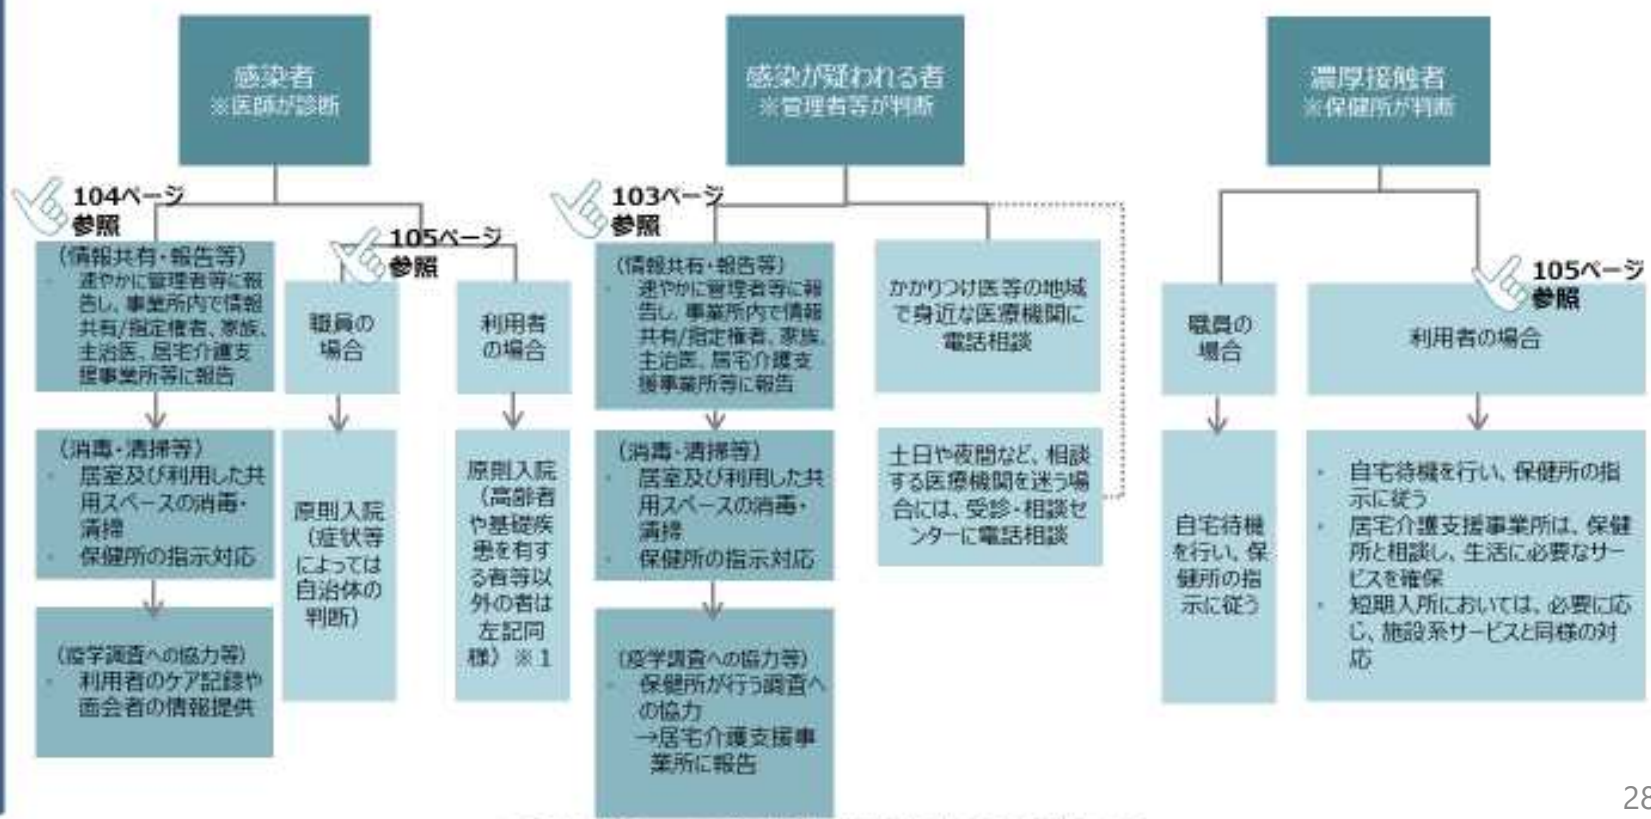 感染者
※医師が診断
104ページ
参照
(情報共有・報告等)
・ 速やかに管理者等に報
告し、事業所内で情報
共有/指定権者、家族、
主治医、居宅介護支
援事業所等に報告
(消毒・清掃等)
・ 居室及び利用した共
用スペースの消毒・
清掃
・ 保健所の指示対応
(疫学調査への協力等)
・ 利用者のケア記録や
面会者の情報提供
105ページ
参照
職員の
場合
原則入院
(症状等
によっては
自治体の
判断)
利用者
の場合
原則入院
(高齢者
や基礎疾
患を有す
る者等以
外の者は
左記同
様)※1
感染が疑われる者
※管理者等が判断
103ページ
参照
(情報共有・報告等)
・ 速やかに管理者等に報
告し、事業所内で情報
共有/指定権者、家族、
主治医、居宅介護支
援事業所等に報告
(消毒・清掃等)
・ 居室及び利用した共
用スペースの消毒・
清掃
・ 保健所の指示対応
(疫学調査への協力等)
・ 保健所が行う調査へ
の協力
→居宅介護支援事
業所に報告
かかりつけ医等の地域
で身近な医療機関に
電話相談
土日や夜間など、相談
する医療機関を迷う場
合には、受診・相談セ
ンターに電話相談
濃厚接触者
※保健所が判断
職員の
場合
自宅待機
を行い、保
健所の指
示に従う
105ページ
参照
利用者の場合
・ 自宅待機を行い、保健所の指
示に従う
・ 居宅介護支援事業所は、保健
所と相談し、生活に必要なサー
ビスを確保
・ 短期入所においては、必要に応
じ、施設系サービスと同様の対
応
28